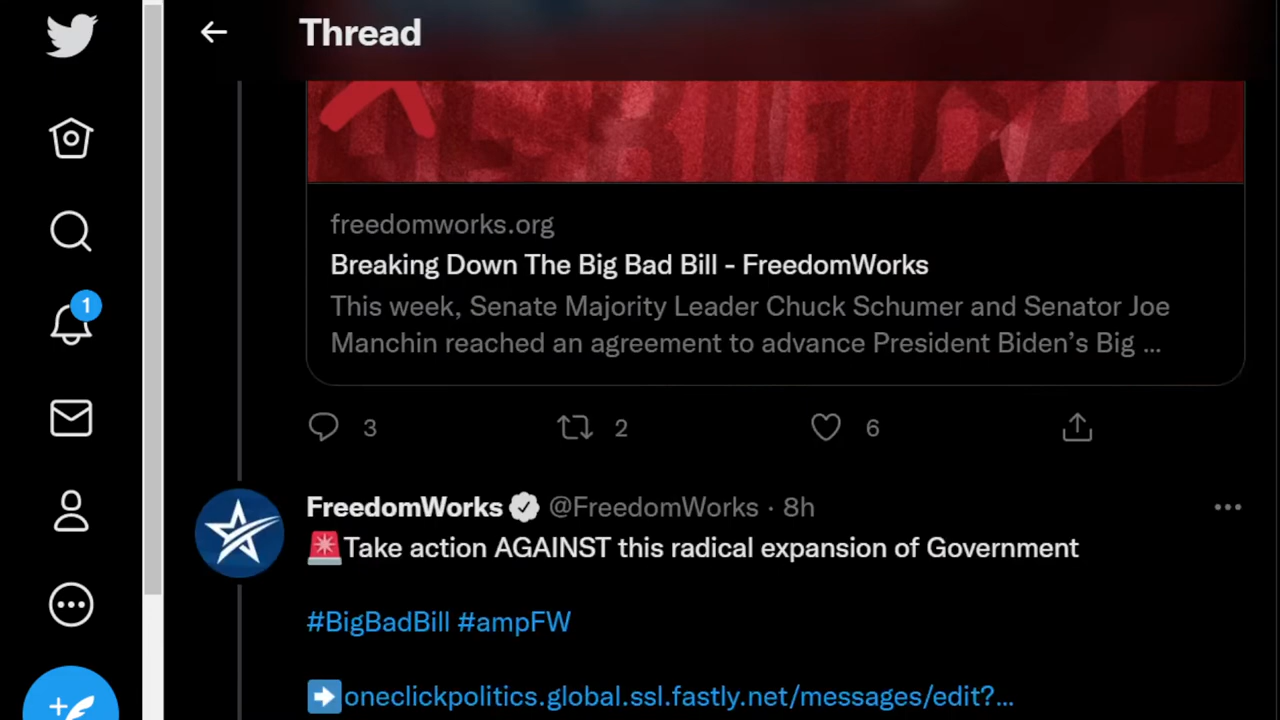 Thread
freedomworks.org
Breaking Down The Big Bad Bill - FreedomWorks
This week, Senate Majority Leader Chuck Schumer and Senator Joe
Manchin reached an agreement to advance President Biden’s Big ...
3 2 6
1
FreedomWorks @FreedomWorks · 8h
Take action AGAINST this radical expansion of Government
#BigBadBill #ampFW
oneclickpolitics.global.ssl.fastly.net/messages/edit?...